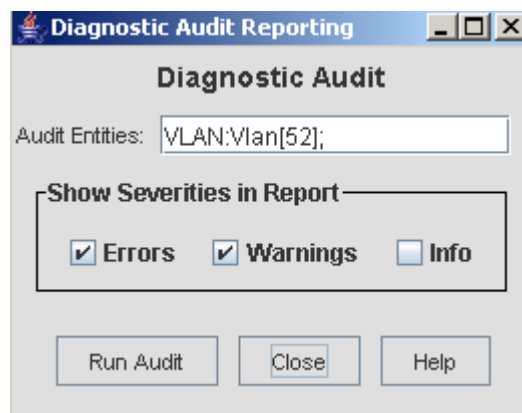 Diagnostic Audit Reporting
Diagnostic Audit
Audit Entities: VLAN:Vlan[52];
Show Severities in Report
Errors Warnings Info
Run Audit Close Help